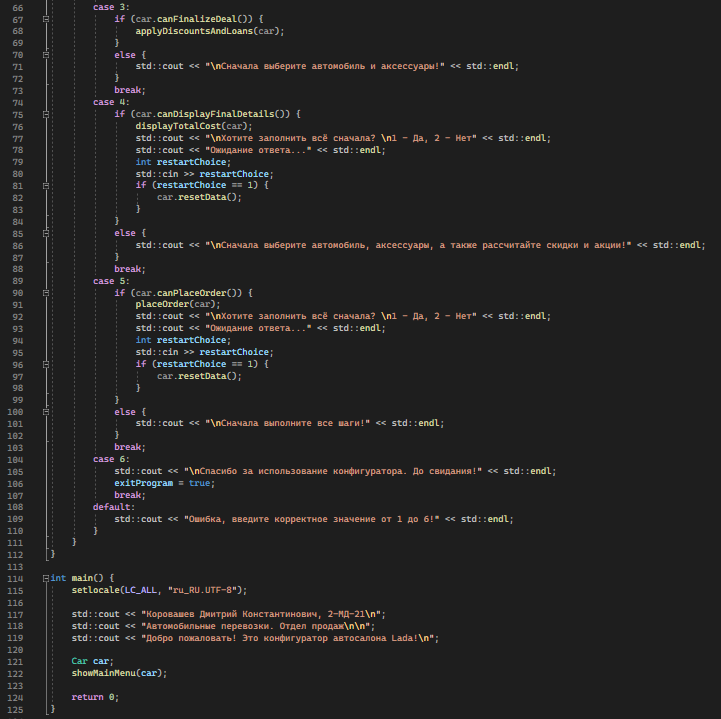 66 case 3:
67 if (car.canFinalizeDeal()) {
68 applyDiscountsAndLoans(car);
69 }
70 else {
71 std::cout << "\nСначала выберите автомобиль и аксессуары!" << std::endl;
72 }
73 break;
74 case 4:
75 if (car.canDisplayFinalDetails()) {
76 displayTotalCost(car);
77 std::cout << "\nХотите заполнить всё сначала? \n1 - Да, 2 - Нет" << std::endl;
78 std::cout << "Ожидание ответа..." << std::endl;
79 int restartChoice;
80 std::cin >> restartChoice;
81 if (restartChoice == 1) {
82 car.resetData();
83 }
84 }
85 else {
86 std::cout << "\nСначала выберите автомобиль, аксессуары, а также рассчитайте скидки и акции!" << std::endl;
87 }
88 break;
89 case 5:
90 if (car.canPlaceOrder()) {
91 placeOrder(car);
92 std::cout << "\nХотите заполнить всё сначала? \n1 - Да, 2 - Нет" << std::endl;
93 std::cout << "Ожидание ответа..." << std::endl;
94 int restartChoice;
95 std::cin >> restartChoice;
96 if (restartChoice == 1) {
97 car.resetData();
98 }
99 }
100 else {
101 std::cout << "\nСначала выполните все шаги!" << std::endl;
102 }
103 break;
104 case 6:
105 std::cout << "\nСпасибо за использование конфигуратора. До свидания!" << std::endl;
106 exitProgram = true;
107 break;
108 default:
109 std::cout << "Ошибка, введите корректное значение от 1 до 6!" << std::endl;
110 }
111 }
112 }
113
114 int main() {
115 setlocale(LC_ALL, "ru_RU.UTF-8");
116
117 std::cout << "Коровашев Дмитрий Константинович, 2-МД-21\n";
118 std::cout << "Автомобильные перевозки. Отдел продаж\n\n";
119 std::cout << "Добро пожаловать! Это конфигуратор автосалона Lada!\n";
120
121 Car car;
122 showMainMenu(car);
123
124 return 0;
125 }